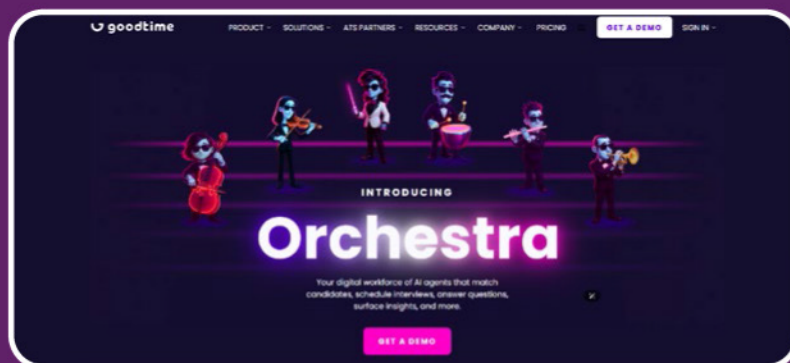 goodtime PRODUCT SOLUTIONS ATS PARTNERS RESOURCES COMPANY PRICING GET A DEMO SIGN IN
INTRODUCING
Orchestra
Your digital workforce of AI agents that match
candidates, schedule interviews, answer questions,
surface insights, and more.
GET A DEMO